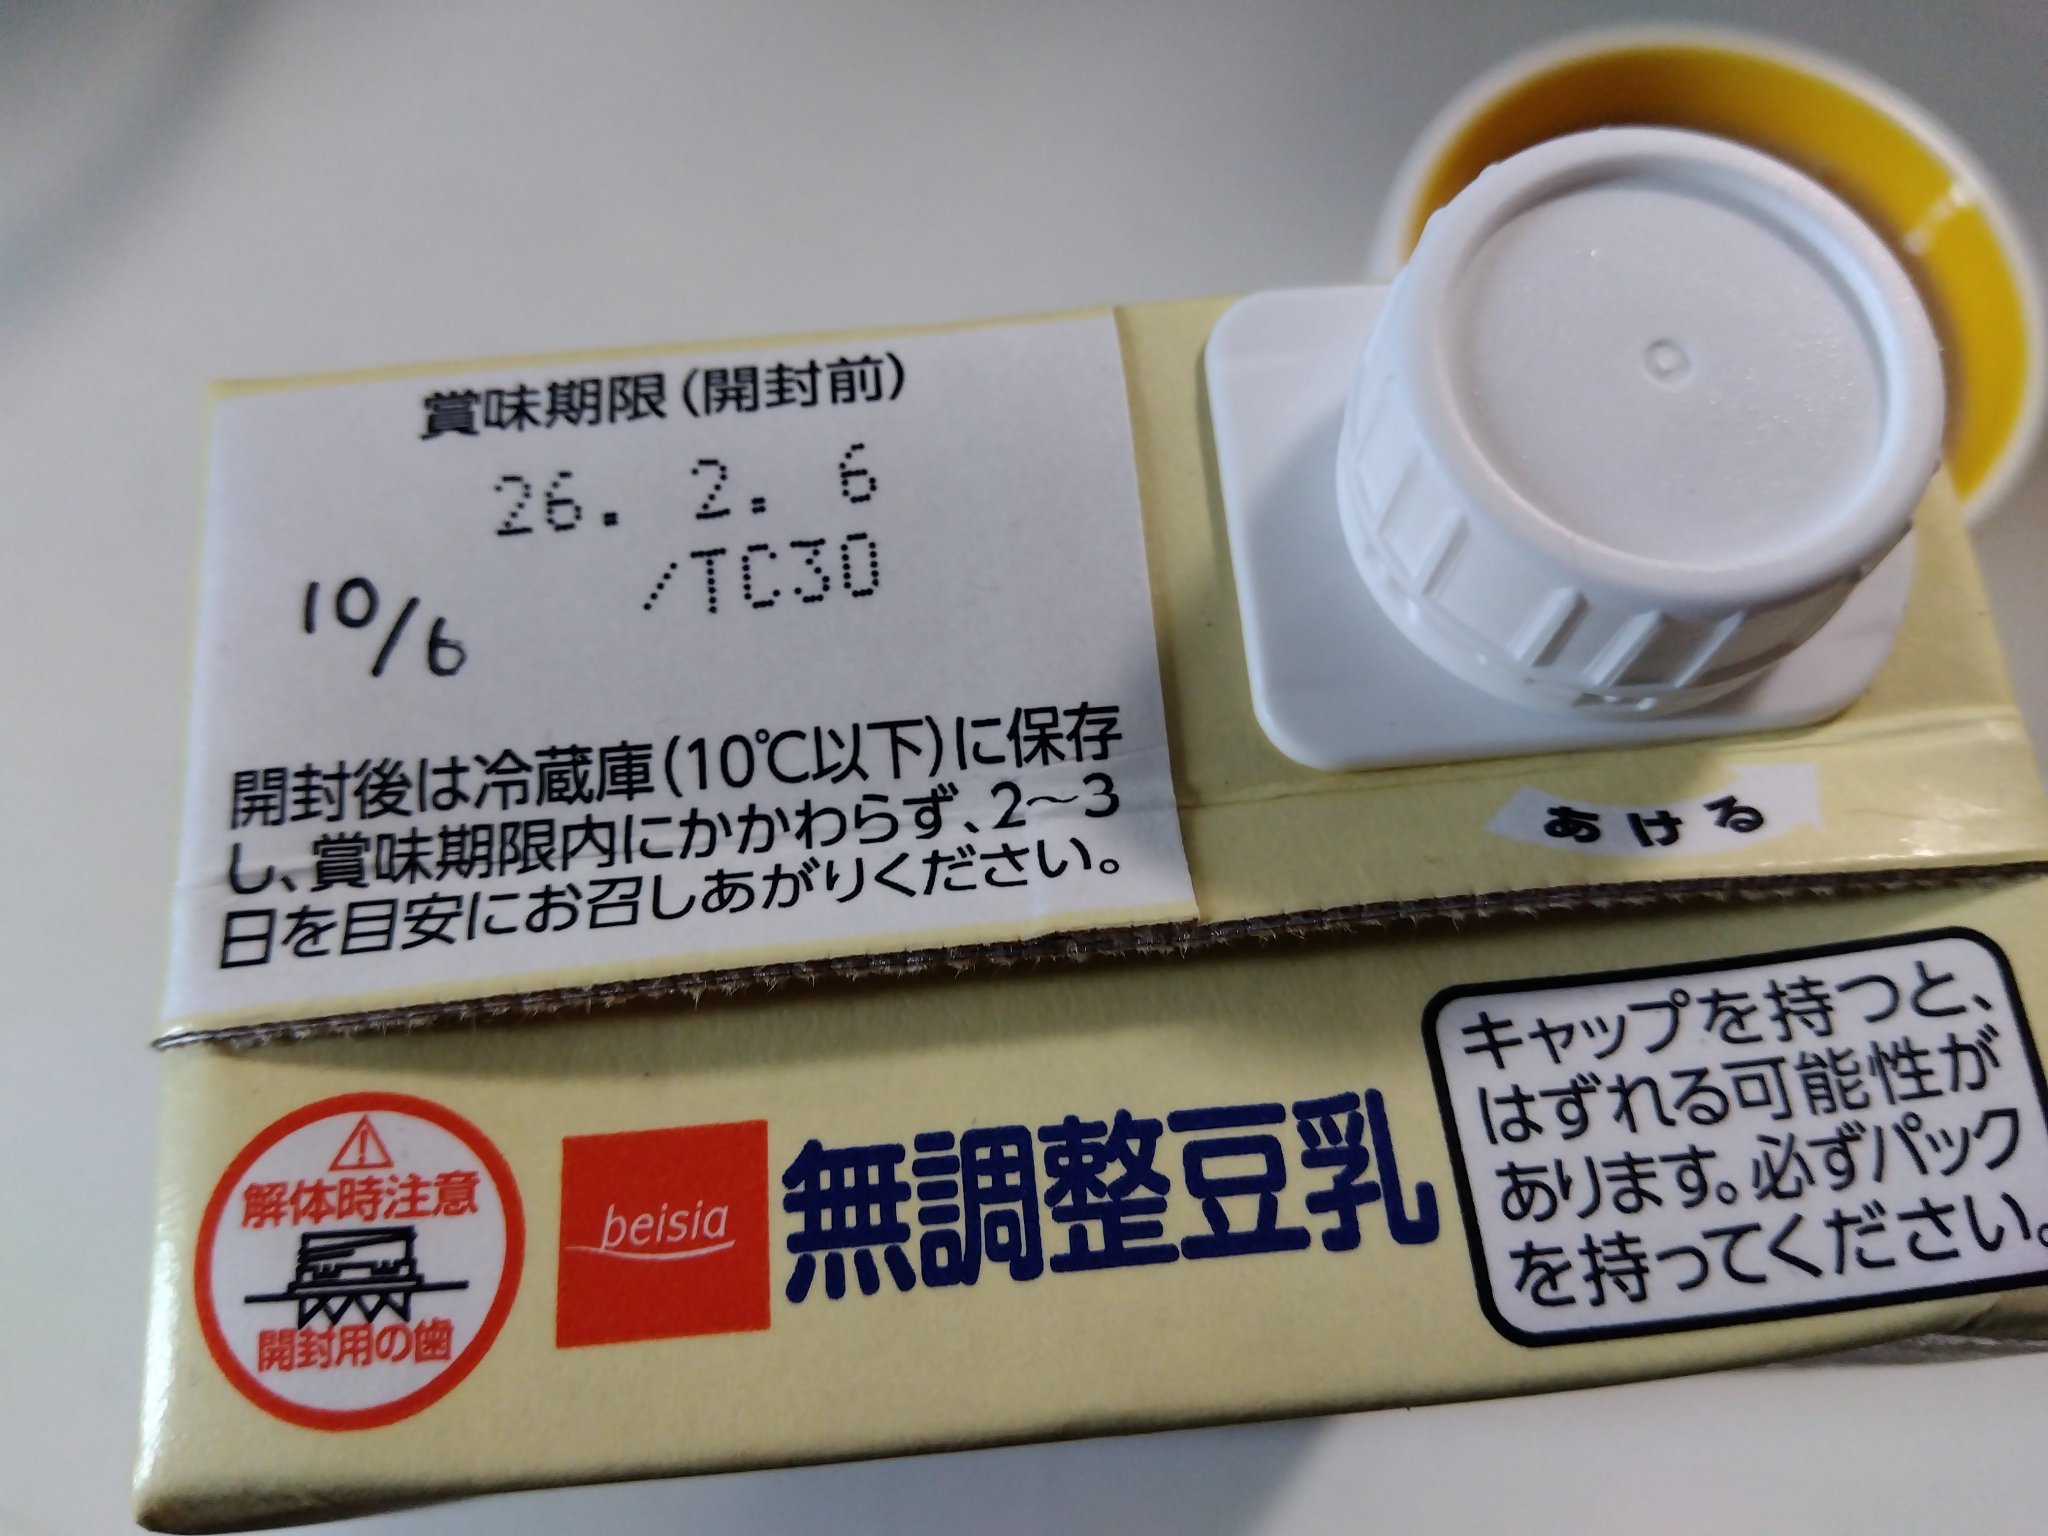 賞味期限(開封前)
26. 2. 6
/TC30
10/6
開封後は冷蔵庫(10℃以下)に保存
し、賞味期限内にかかわらず、2～3
日を目安にお召しあがりください。
あける
解体時注意
開封用の歯
beisia
無調整豆乳
キャップを持つと、
はずれる可能性が
あります。必ずパック
を持ってください。